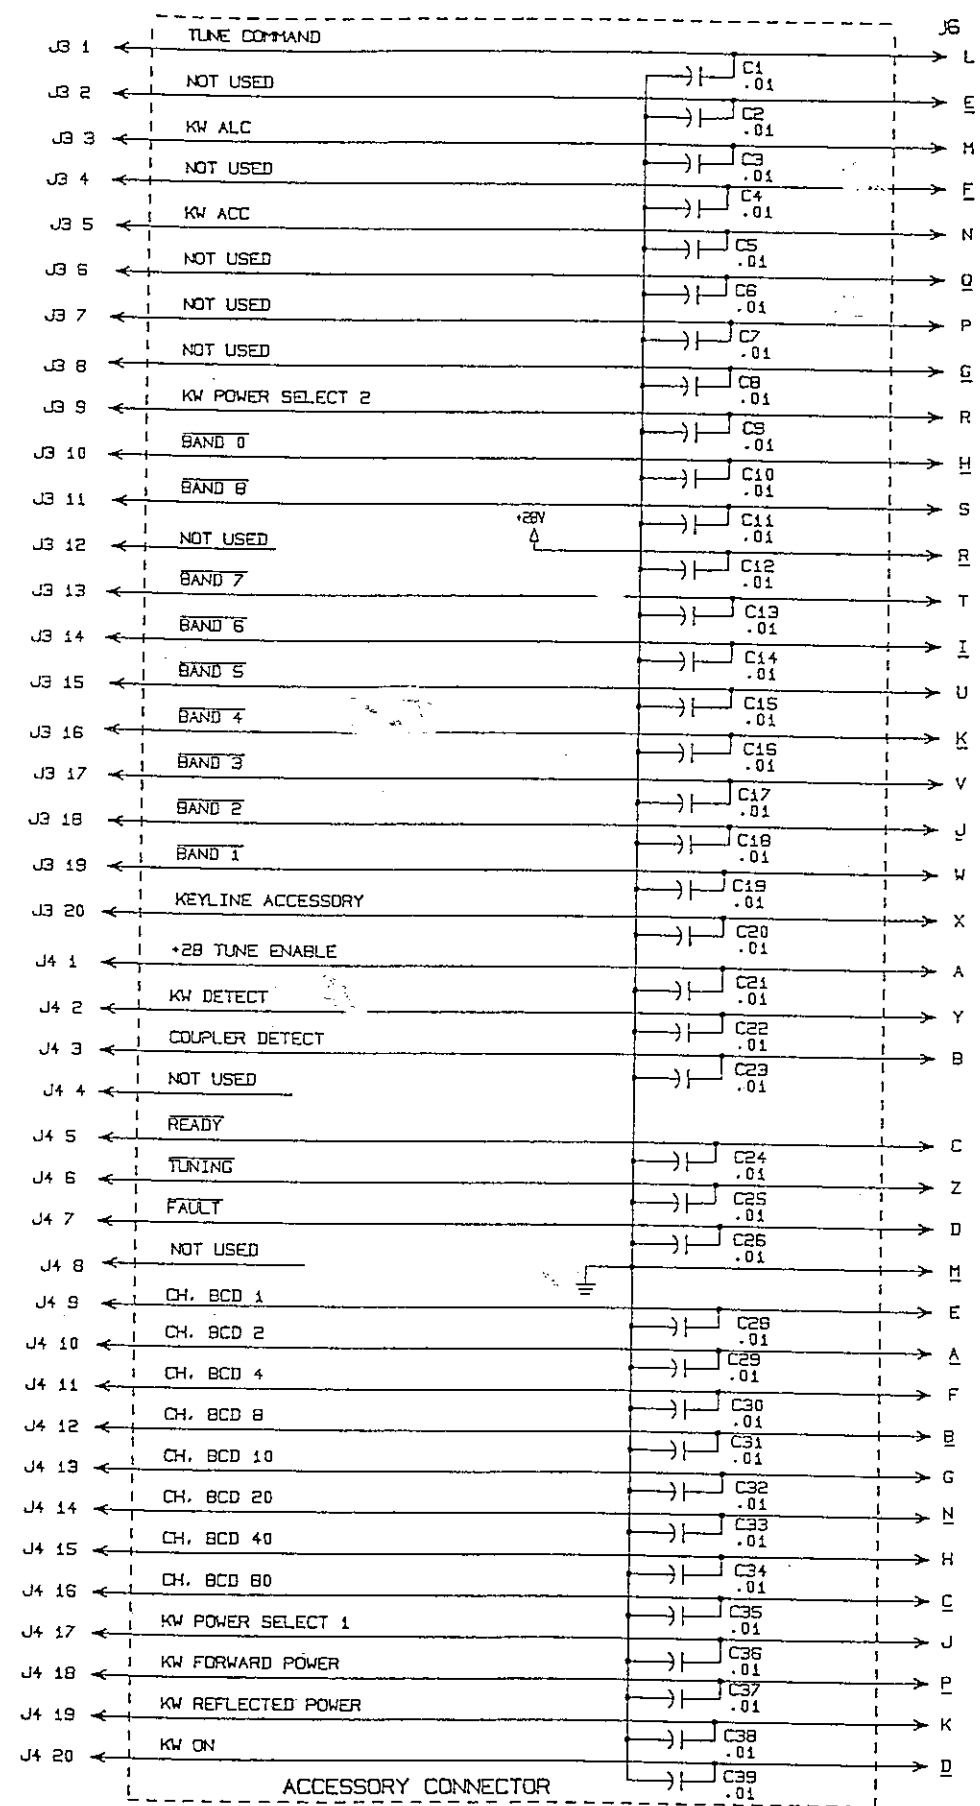 J6
J3 1 TUNE COMMAND L
C1
.01
J3 2 NOT USED E
C2
.01
J3 3 KW ALC M
C3
.01
J3 4 NOT USED F
C4
.01
J3 5 KW ACC N
C5
.01
J3 6 NOT USED Q
C6
.01
J3 7 NOT USED P
C7
.01
J3 8 NOT USED G
C8
.01
J3 9 KW POWER SELECT 2 R
C9
.01
J3 10 BAND 0 H
C10
.01
J3 11 BAND 8 S
C11
.01
+28V
J3 12 NOT USED R
C12
.01
J3 13 BAND 7 T
C13
.01
J3 14 BAND 6 I
C14
.01
J3 15 BAND 5 U
C15
.01
J3 16 BAND 4 K
C16
.01
J3 17 BAND 3 V
C17
.01
J3 18 BAND 2 J
C18
.01
J3 19 BAND 1 W
C19
.01
J3 20 KEYLINE ACCESSORY X
C20
.01
J4 1 +28 TUNE ENABLE A
C21
.01
J4 2 KW DETECT Y
C22
.01
J4 3 COUPLER DETECT B
C23
.01
J4 4 NOT USED
J4 5 READY C
C24
.01
J4 6 TUNING Z
C25
.01
J4 7 FAULT D
C26
.01
J4 8 NOT USED M
J4 9 CH. BCD 1 E
C28
.01
J4 10 CH. BCD 2 A
C29
.01
J4 11 CH. BCD 4 F
C30
.01
J4 12 CH. BCD 8 B
C31
.01
J4 13 CH. BCD 10 G
C32
.01
J4 14 CH. BCD 20 N
C33
.01
J4 15 CH. BCD 40 H
C34
.01
J4 16 CH. BCD 80 C
C35
.01
J4 17 KW POWER SELECT 1 J
C36
.01
J4 18 KW FORWARD POWER P
C37
.01
J4 19 KW REFLECTED POWER K
C38
.01
J4 20 KW ON D
C39
.01
ACCESSORY CONNECTOR